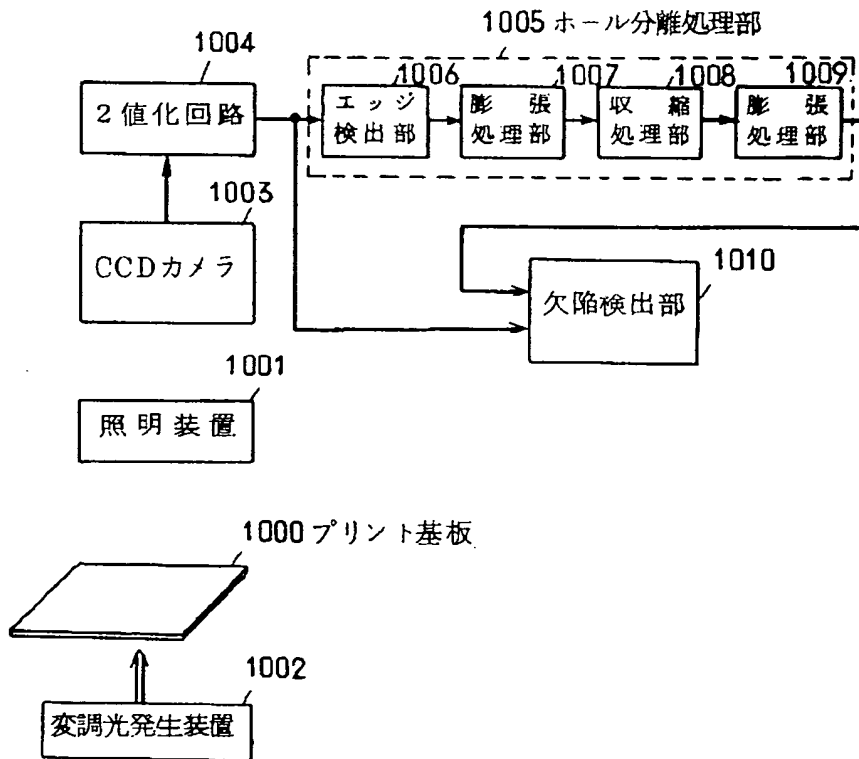 1005 ホール分離処理部
1004
1006
1007
1008
1009
2値化回路
エッジ
検出部
膨張
処理部
収縮
処理部
膨張
処理部
1003
CCDカメラ
1010
欠陥検出部
1001
照明装置
1000 プリント基板
1002
変調光発生装置